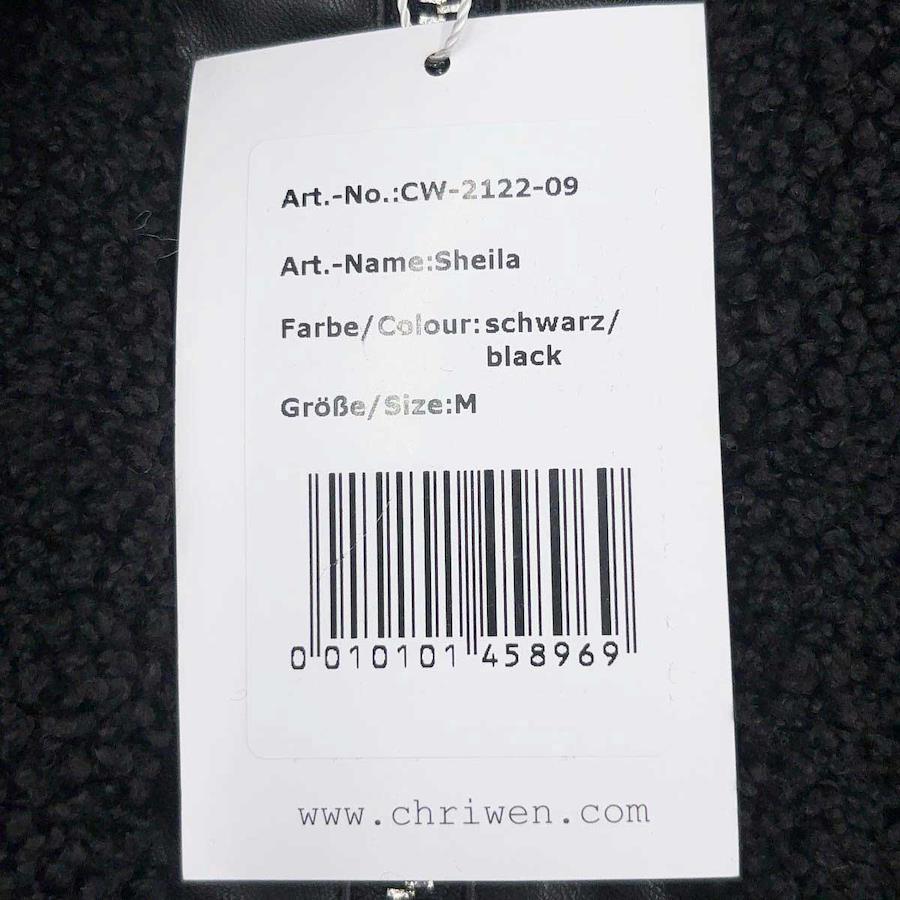 Art.-No.:CW-2122-09
Art.-Name:Sheila
Farbe/Colour:schwarz/
black
Größe/Size:M
0 010101 458969
www.chriwen.com